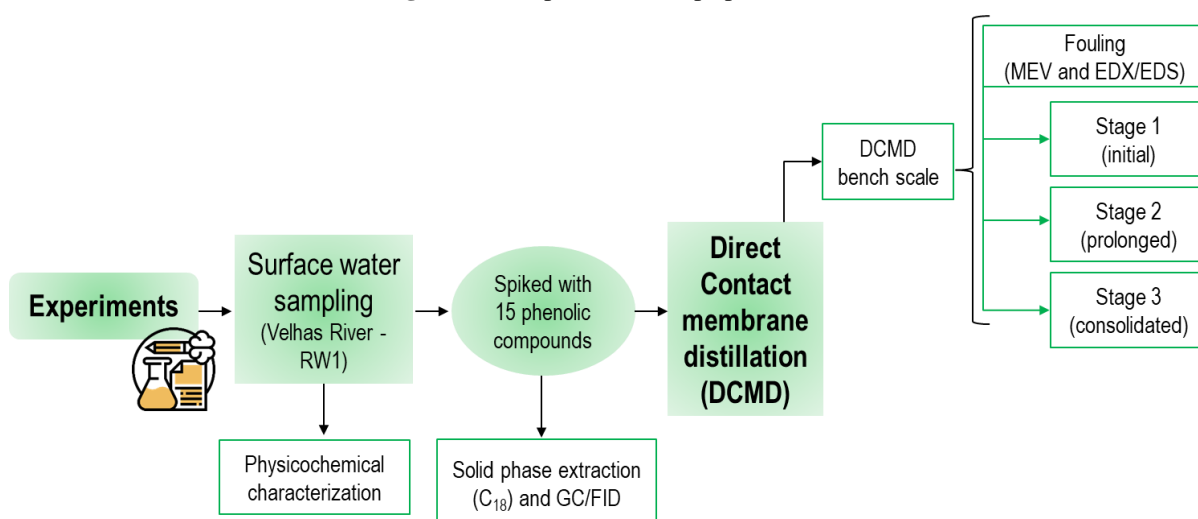 Experiments
Surface water
sampling
(Velhas River -
RW1)
Physicochemical
characterization
Spiked with
15 phenolic
compounds
Solid phase extraction
(C₁₈) and GC/FID
Direct
Contact
membrane
distillation
(DCMD)
DCMD
bench scale
Fouling
(MEV and EDX/EDS)
Stage 1
(initial)
Stage 2
(prolonged)
Stage 3
(consolidated)